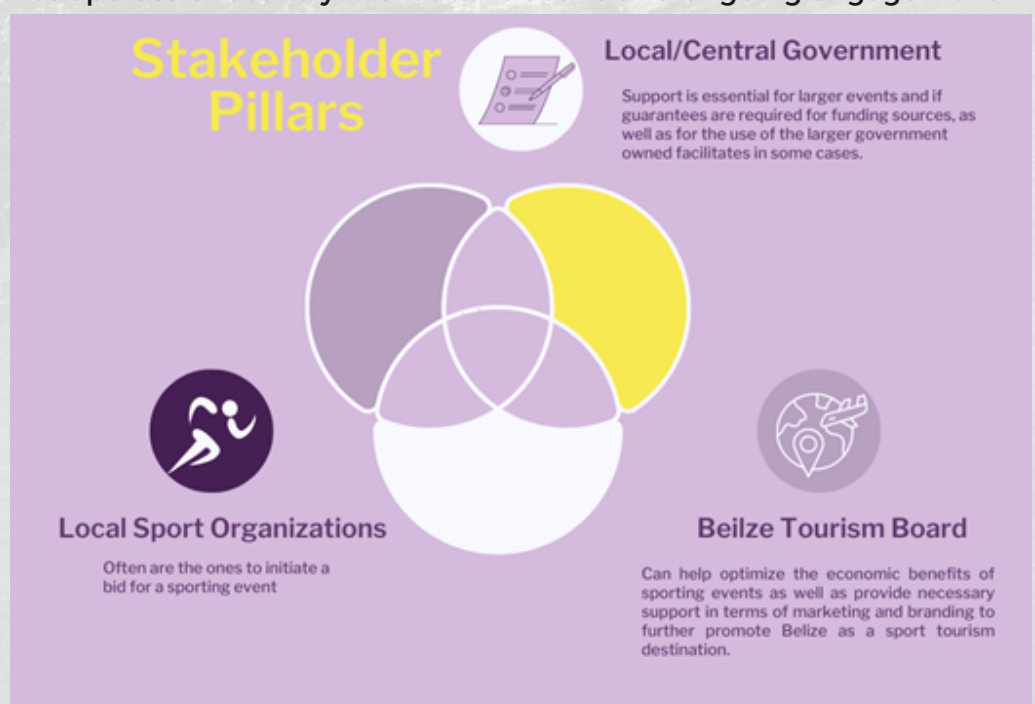 Stakeholder
Pillars
Local/Central Government
Support is essential for larger events and if
guarantees are required for funding sources, as
well as for the use of the larger government
owned facilitates in some cases.
Local Sport Organizations
Often are the ones to initiate a
bid for a sporting event
Beilze Tourism Board
Can help optimize the economic benefits of
sporting events as well as provide necessary
support in terms of marketing and branding to
further promote Belize as a sport tourism
destination.